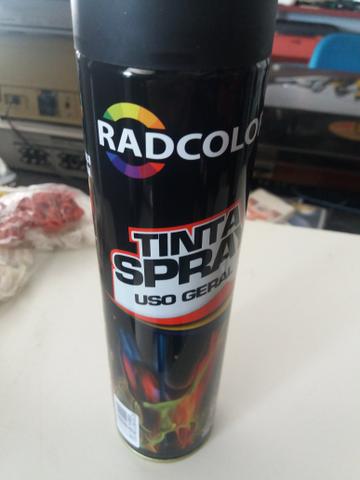 RADCOLO
TINTA
SPRAY
USO GERAL